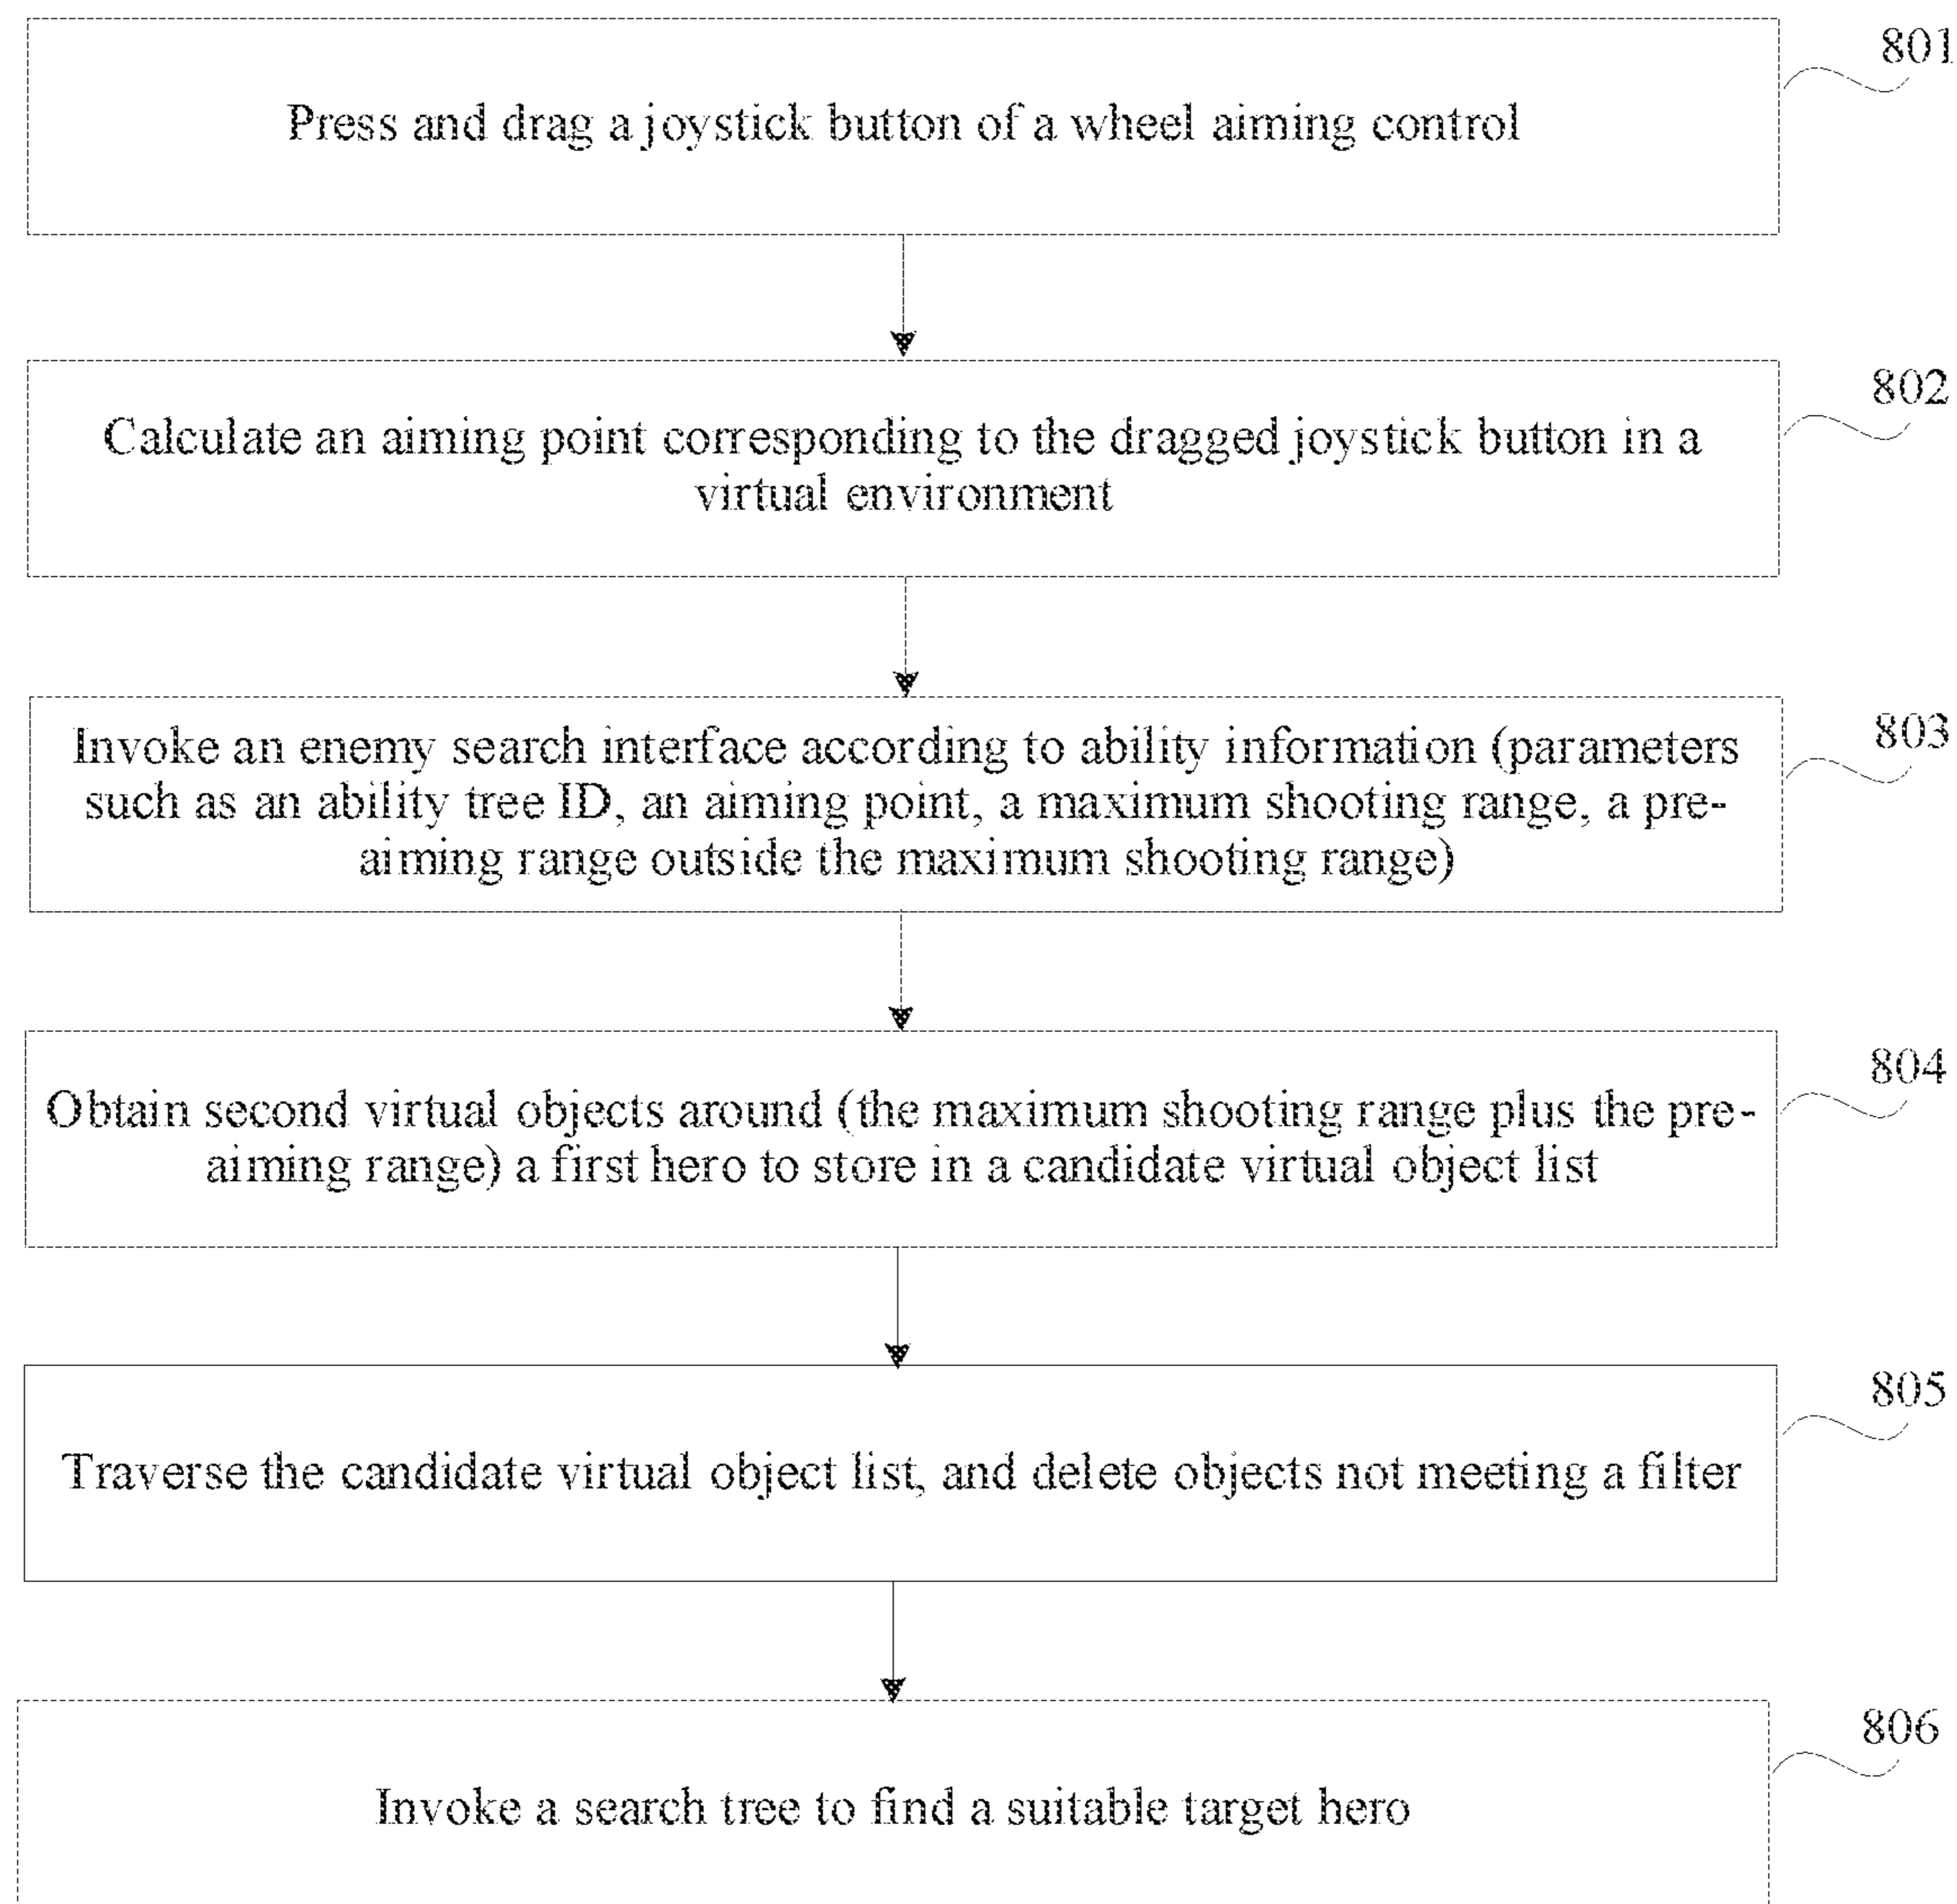 801
Press and drag a joystick button of a wheel aiming control
802
Calculate an aiming point corresponding to the dragged joystick button in a
virtual environment
803
Invoke an enemy search interface according to ability information (parameters
such as an ability tree ID, an aiming point, a maximum shooting range, a pre-
aiming range outside the maximum shooting range)
804
Obtain second virtual objects around (the maximum shooting range plus the pre-
aiming range) a first hero to store in a candidate virtual object list
805
Traverse the candidate virtual object list, and delete objects not meeting a filter
806
Invoke a search tree to find a suitable target hero